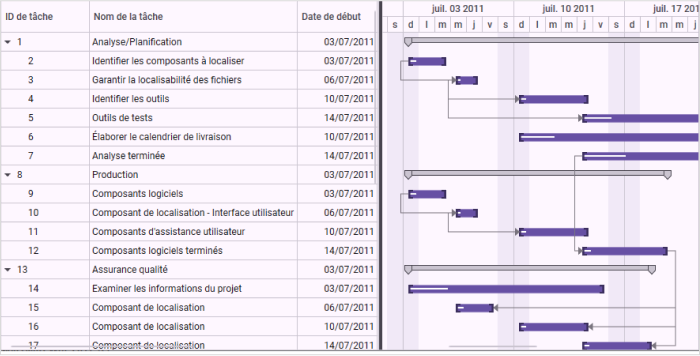 ID de tâche Nom de la tâche Date de début juil. 03 2011 juil. 10 2011 juil. 17 201
s d l m m j v s d l m m j v s d l m m j
1 Analyse/Planification 03/07/2011
2 Identifier les composants à localiser 03/07/2011
3 Garantir la localisabilité des fichiers 06/07/2011
4 Identifier les outils 10/07/2011
5 Outils de tests 14/07/2011
6 Élaborer le calendrier de livraison 10/07/2011
7 Analyse terminée 14/07/2011
8 Production 03/07/2011
9 Composants logiciels 03/07/2011
10 Composant de localisation - Interface utilisateur 06/07/2011
11 Composants d'assistance utilisateur 10/07/2011
12 Composants logiciels terminés 14/07/2011
13 Assurance qualité 03/07/2011
14 Examiner les informations du projet 03/07/2011
15 Composant de localisation 06/07/2011
16 Composant de localisation 10/07/2011
17 Composant de localisation 14/07/2011